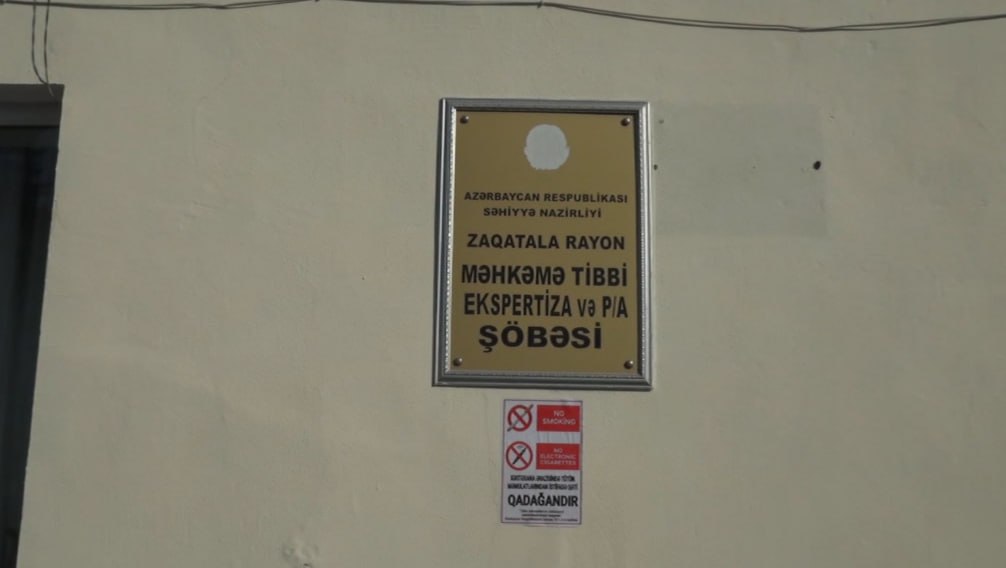 AZƏRBAYCAN RESPUBLİKASI
SƏHİYYƏ NAZİRLİYİ
ZAQATALA RAYON
MƏHKƏMƏ TİBBİ
EKSPERTİZA Və P/A
ŞÖBƏSİ
NO
SMOKING
NO
ELECTRONIC
CIGARETTES
QADAĞANDIR